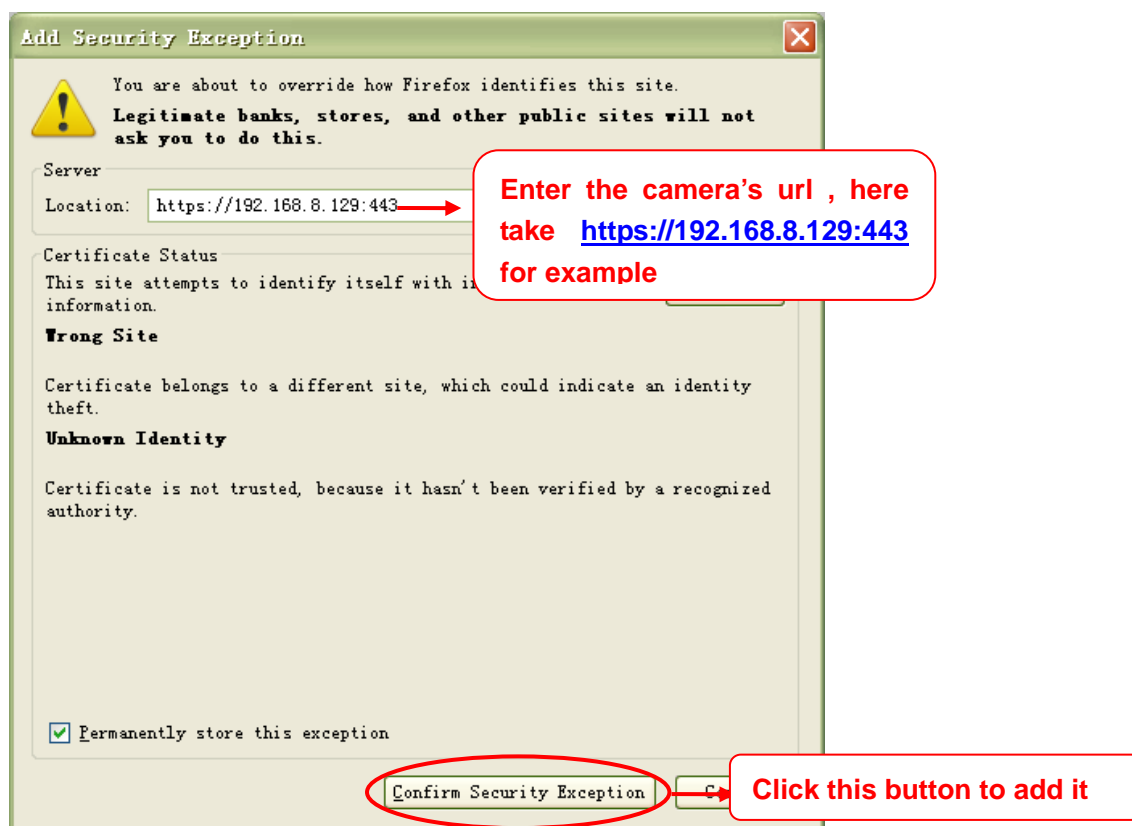 Add Security Exception
You are about to override how Firefox identifies this site.
Legitimate banks, stores, and other public sites will not
ask you to do this.
Server
Location: https://192.168.8.129:443
Enter the camera's url , here
take https://192.168.8.129:443
for example
Certificate Status
This site attempts to identify itself with
information.
Wrong Site
Certificate belongs to a different site, which could indicate an identity
theft.
Unknown Identity
Certificate is not trusted, because it hasn't been verified by a recognized
authority.
Permanently store this exception
Confirm Security Exception
Click this button to add it